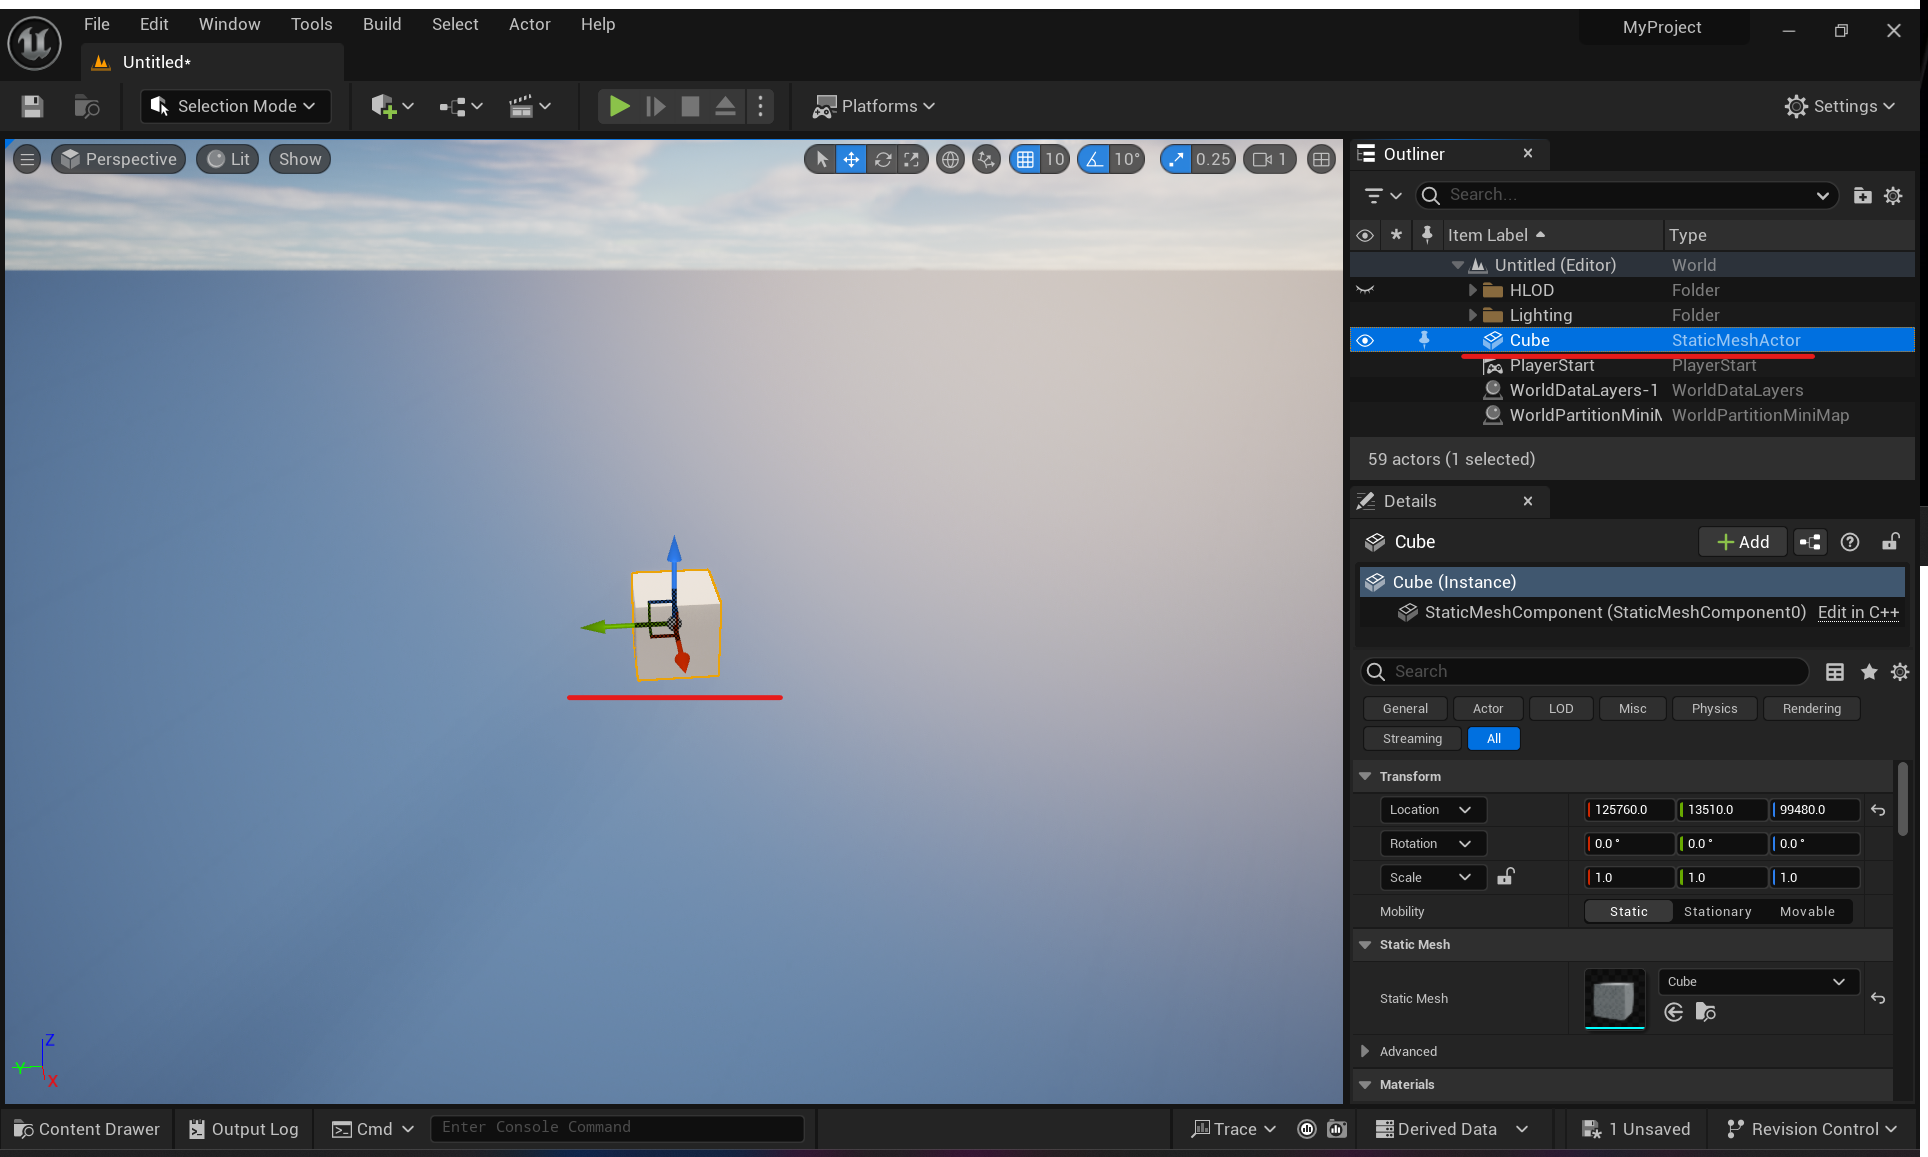 File Edit Window Tools Build Select Actor Help MyProject
Untitled*
Selection Mode Platforms Settings
Perspective Lit Show 10 10° 0.25 1
Outliner
Search...
* Item Label Type
Untitled (Editor) World
HLOD Folder
Lighting Folder
Cube StaticMeshActor
PlayerStart PlayerStart
WorldDataLayers-1 WorldDataLayers
WorldPartitionMini WorldPartitionMiniMap
59 actors (1 selected)
Details
Cube + Add
Cube (Instance)
StaticMeshComponent (StaticMeshComponent0) Edit in C++
Search
General Actor LOD Misc Physics Rendering
Streaming All
Transform
Location 125760.0 13510.0 99480.0
Rotation 0.0 ° 0.0 ° 0.0 °
Scale 1.0 1.0 1.0
Mobility Static Stationary Movable
Static Mesh
Static Mesh Cube
Advanced
Materials
Z
Y
X
Content Drawer Output Log Cmd Enter Console Command Trace Derived Data 1 Unsaved Revision Control